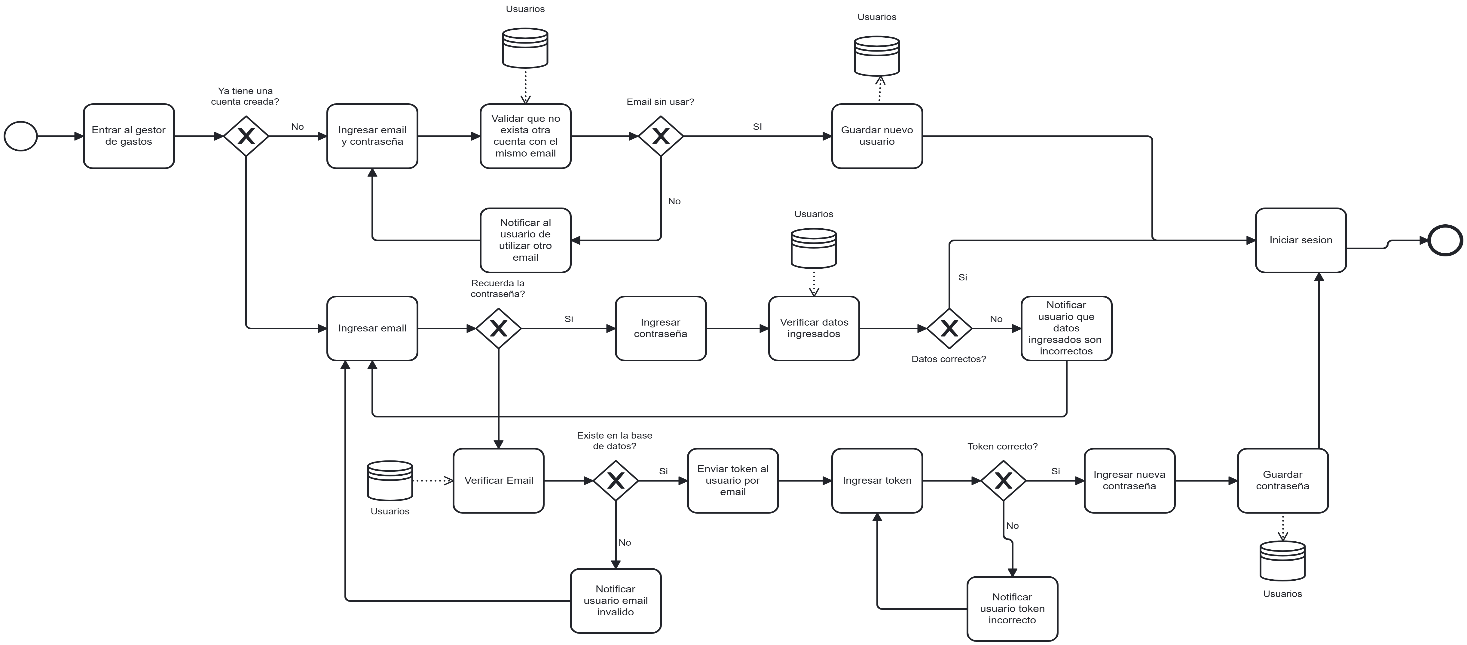 Usuarios
Usuarios
Ya tiene una
cuenta creada?
Email sin usar?
Entrar al gestor
de gastos
No
Ingresar email
y contraseña
Validar que no
exista otra
cuenta con el
mismo email
SI
Guardar nuevo
usuario
No
Notificar al
usuario de
utilizar otro
email
Usuarios
Iniciar sesion
Recuerda la
contraseña?
Si
Ingresar email
Si
Ingresar
contraseña
Verificar datos
ingresados
Datos correctos?
No
Notificar
usuario que
datos
ingresados son
incorrectos
Existe en la base
de datos?
Token correcto?
Usuarios
Verificar Email
Si
Enviar token al
usuario por
email
Ingresar token
Si
Ingresar nueva
contraseña
Guardar
contraseña
No
No
Notificar
usuario email
invalido
Notificar
usuario token
incorrecto
Usuarios